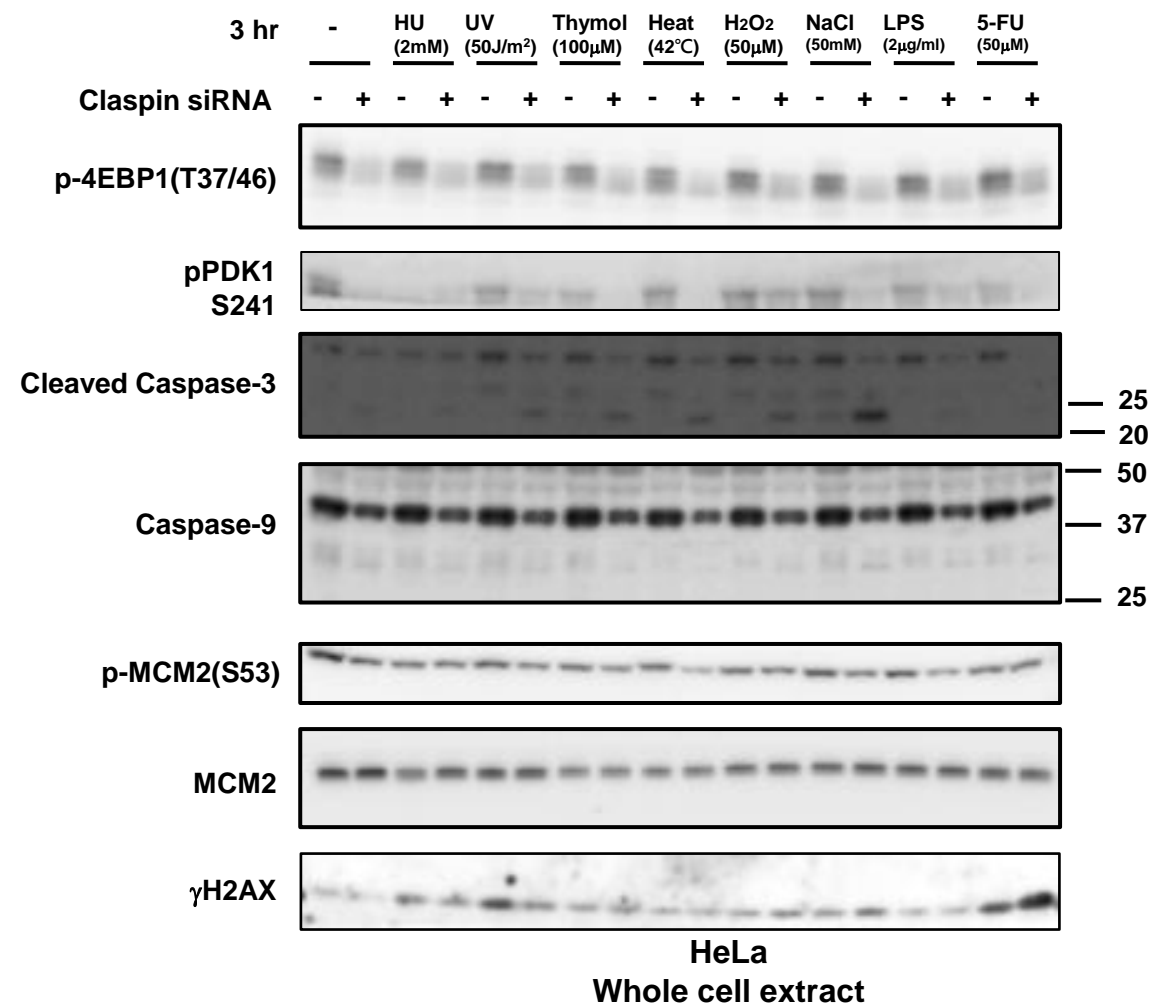 3 hr - HU UV Thymol Heat H2O2 NaCl LPS 5-FU
(2mM) (50J/m2) (100μM) (42℃) (50μM) (50mM) (2μg/ml) (50μM)
Claspin siRNA - + - + - + - + - + - + - + - + - +
p-4EBP1(T37/46)
pPDK1
S241
Cleaved Caspase-3
25
20
Caspase-9
50
37
25
p-MCM2(S53)
MCM2
γH2AX
HeLa
Whole cell extract